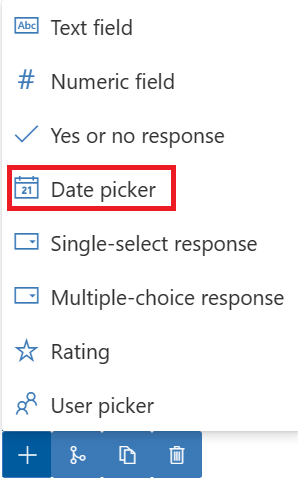 Abc Text field
# Numeric field
Yes or no response
21 Date picker
Single-select response
Multiple-choice response
Rating
User picker